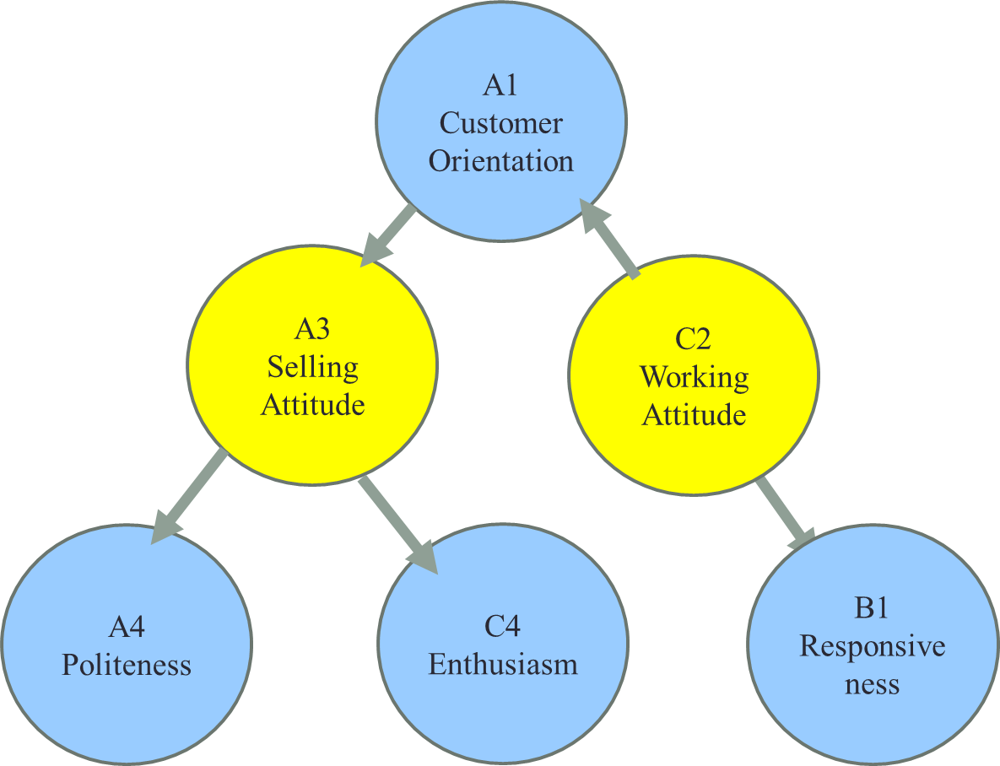 A1
Customer
Orientation
A3
Selling
Attitude
C2
Working
Attitude
A4
Politeness
C4
Enthusiasm
B1
Responsive
ness